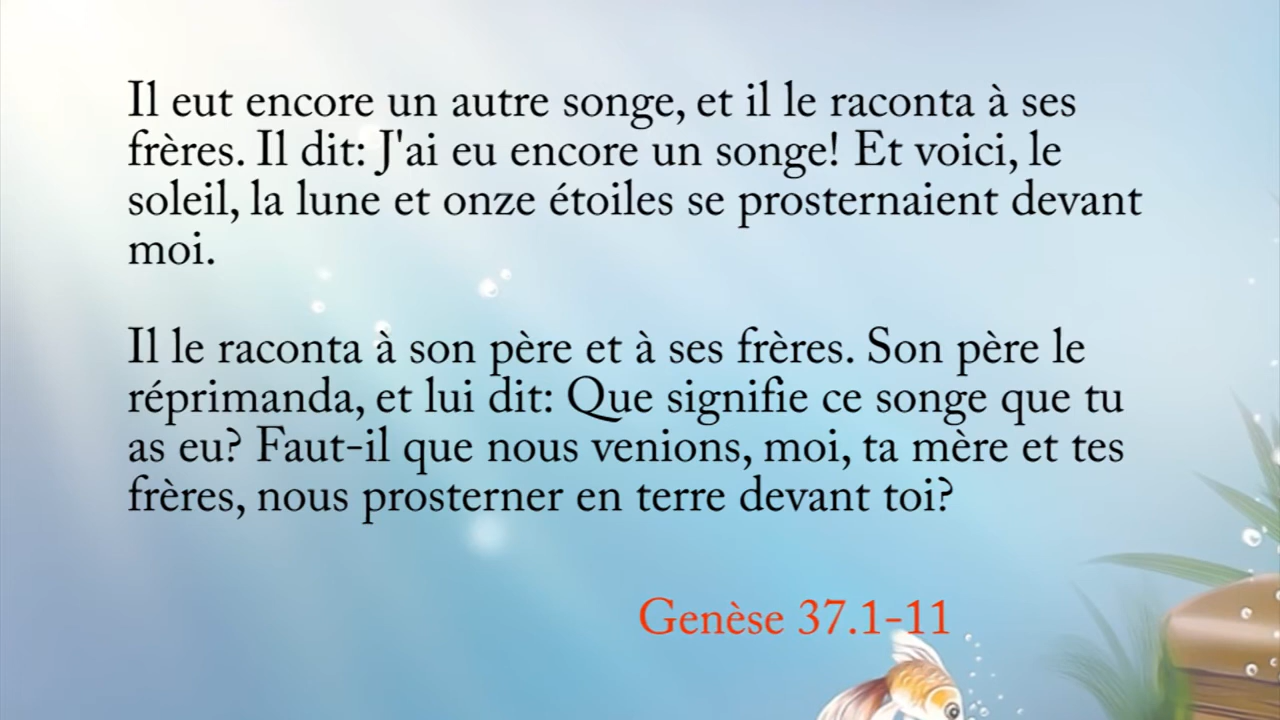 Il eut encore un autre songe, et il le raconta à ses
frères. Il dit: J'ai eu encore un songe! Et voici, le
soleil, la lune et onze étoiles se prosternaient devant
moi.
Il le raconta à son père et à ses frères. Son père le
réprimanda, et lui dit: Que signifie ce songe que tu
as eu? Faut-il que nous venions, moi, ta mère et tes
frères, nous prosterner en terre devant toi?
Genèse 37.1-11